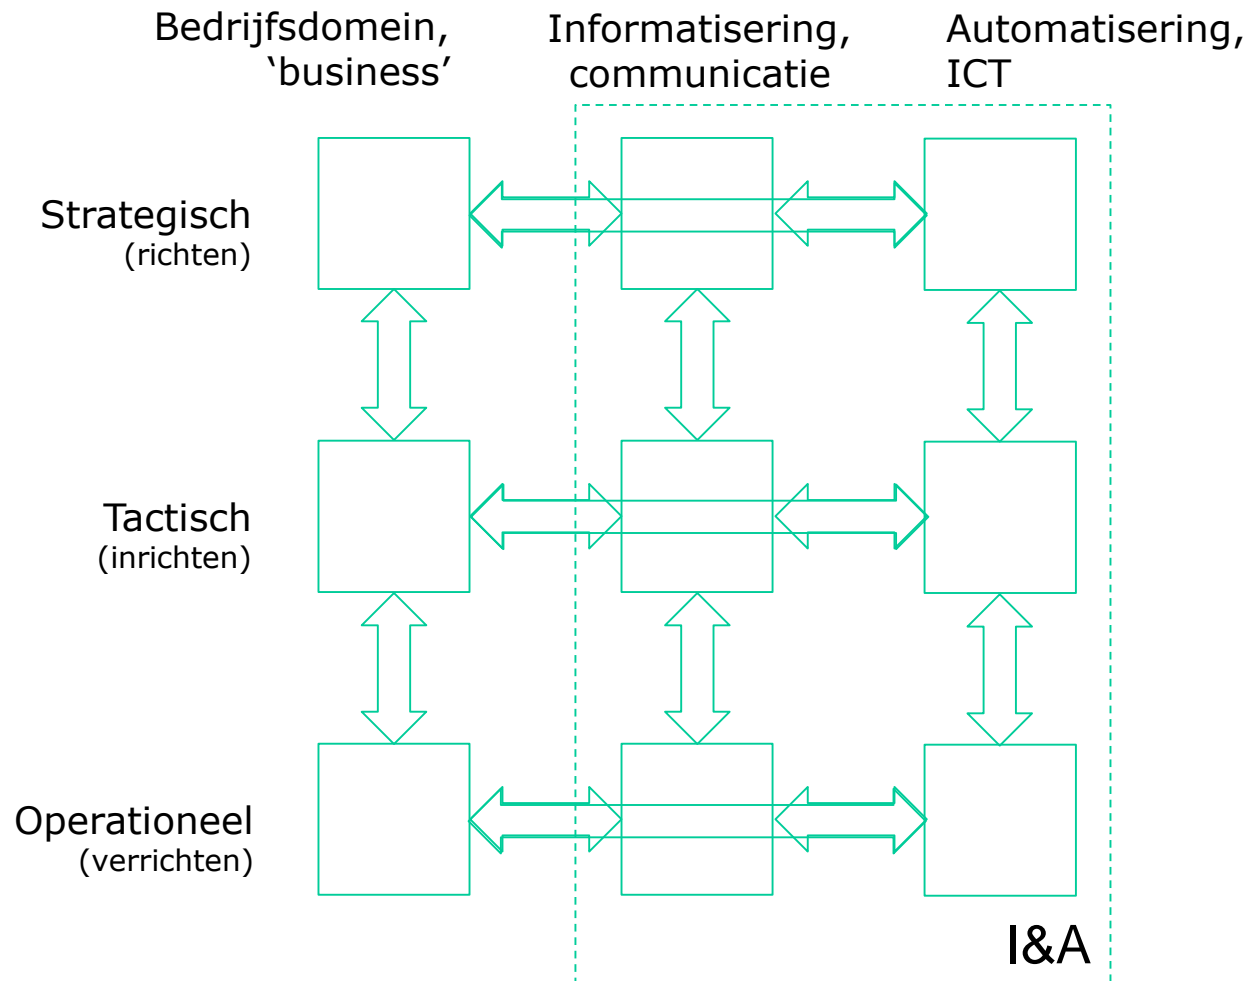 Bedrijfsdomein,
‘business’
Informatisering,
communicatie
Automatisering,
ICT
Strategisch
(richten)
Tactisch
(inrichten)
Operationeel
(verrichten)
I&A